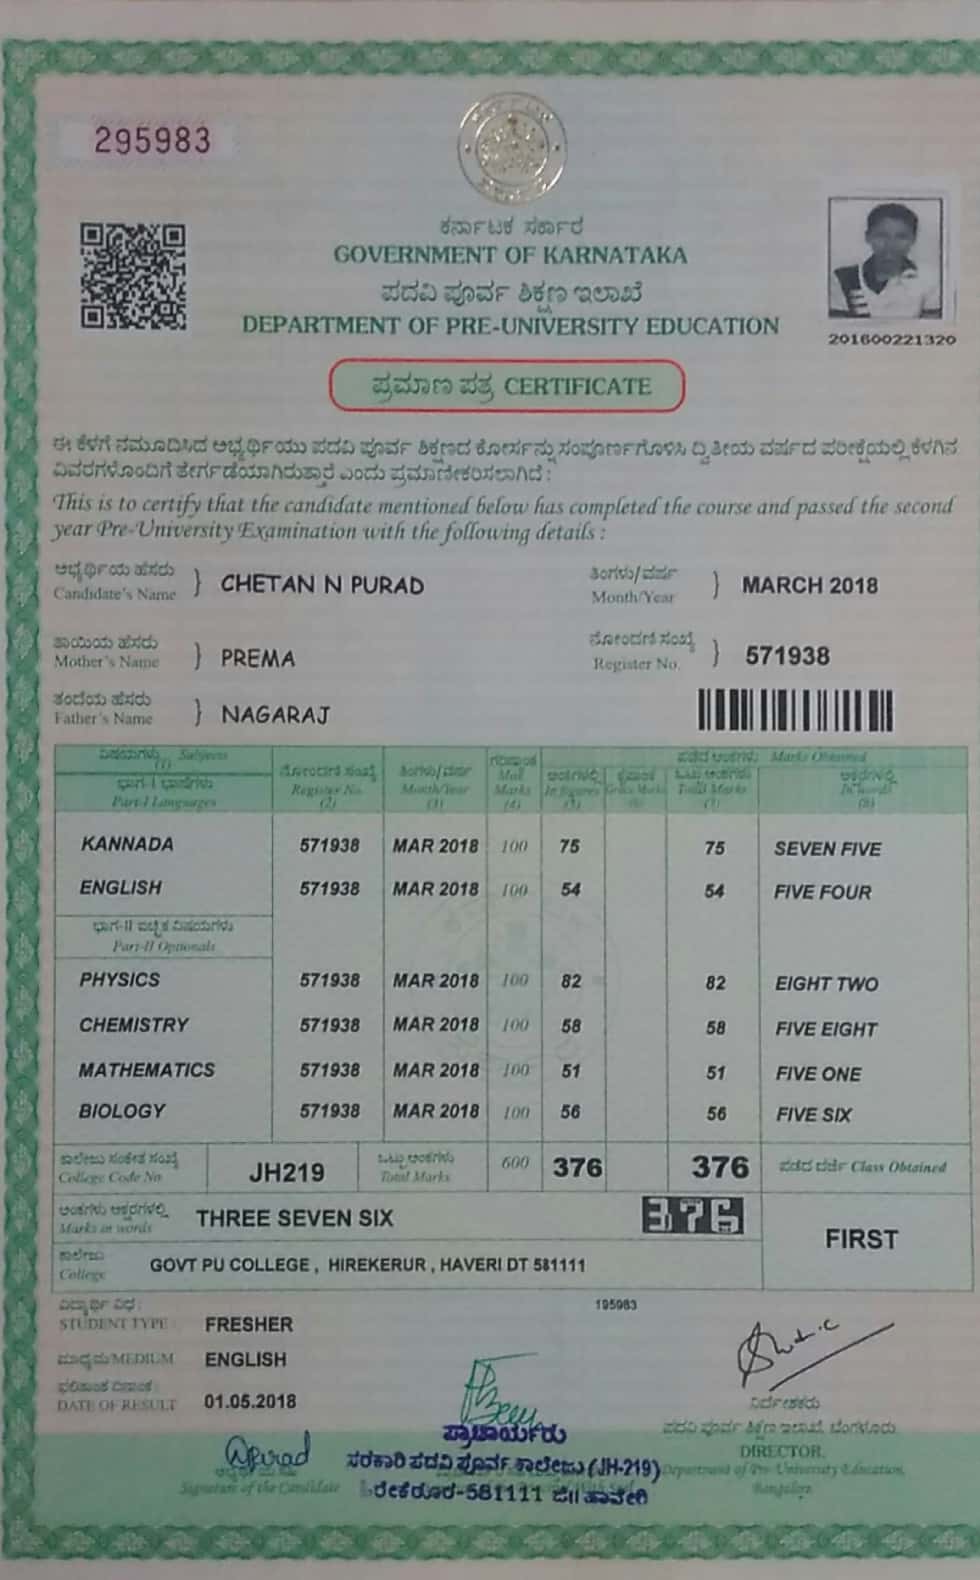 295983
ಕರ್ನಾಟಕ ಸರ್ಕಾರ
GOVERNMENT OF KARNATAKA
ಪದವಿ ಪೂರ್ವ ಶಿಕ್ಷಣ ಇಲಾಖೆ
DEPARTMENT OF PRE-UNIVERSITY EDUCATION
201600221320
ಪ್ರಮಾಣ ಪತ್ರ CERTIFICATE
ಈ ಕೆಳಗೆ ನಮೂದಿಸಿದ ಅಭ್ಯರ್ಥಿಯು ಪದವಿ ಪೂರ್ವ ಶಿಕ್ಷಣದ ಕೋರ್ಸನ್ನು ಸಂಪೂರ್ಣಗೊಳಿಸಿ ದ್ವಿತೀಯ ವರ್ಷದ ಪರೀಕ್ಷೆಯಲ್ಲಿ ಕೆಳಗಿನ
ವಿವರಗಳೊಂದಿಗೆ ತೇರ್ಗಡೆಯಾಗಿರುತ್ತಾರೆ ಎಂದು ಪ್ರಮಾಣೀಕರಿಸಲಾಗಿದೆ :
This is to certify that the candidate mentioned below has completed the course and passed the second
year Pre-University Examination with the following details :
ಅಭ್ಯರ್ಥಿಯ ಹೆಸರು
Candidate's Name } CHETAN N PURAD
ತಿಂಗಳು/ವರ್ಷ
Month/Year } MARCH 2018
ತಾಯಿಯ ಹೆಸರು
Mother's Name } PREMA
ನೋಂದಣಿ ಸಂಖ್ಯೆ
Register No. } 571938
ತಂದೆಯ ಹೆಸರು
Father's Name } NAGARAJ
ವಿಷಯಗಳು Subjects (1)
ಭಾಗ-I ಭಾಷೆಗಳು
Part-I Languages
ನೋಂದಣಿ ಸಂಖ್ಯೆ
Register No.
(2)
ತಿಂಗಳು/ವರ್ಷ
Month/Year
(3)
ಗರಿಷ್ಠಾಂಕ
Max
Marks
(4)
ಪಡೆದ ಅಂಕಗಳು Marks Obtained
ಅಂಕಿಗಳಲ್ಲಿ
In figures
(5)
ಕೃಪಾಂಕ
Grace Marks
(6)
ಒಟ್ಟು ಅಂಕಗಳು
Total Marks
(7)
ಅಕ್ಷರಗಳಲ್ಲಿ
In words
(8)
KANNADA 571938 MAR 2018 100 75 75 SEVEN FIVE
ENGLISH 571938 MAR 2018 100 54 54 FIVE FOUR
ಭಾಗ-II ಐಚ್ಛಿಕ ವಿಷಯಗಳು
Part-II Optionals
PHYSICS 571938 MAR 2018 100 82 82 EIGHT TWO
CHEMISTRY 571938 MAR 2018 100 58 58 FIVE EIGHT
MATHEMATICS 571938 MAR 2018 100 51 51 FIVE ONE
BIOLOGY 571938 MAR 2018 100 56 56 FIVE SIX
ಕಾಲೇಜು ಸಂಕೇತ ಸಂಖ್ಯೆ
College Code No. JH219
ಒಟ್ಟು ಅಂಕಗಳು
Total Marks 600 376 376
ಪಡೆದ ದರ್ಜೆ Class Obtained
ಅಂಕಗಳು ಅಕ್ಷರಗಳಲ್ಲಿ
Marks in words THREE SEVEN SIX 376
FIRST
ಕಾಲೇಜು
College GOVT PU COLLEGE , HIREKERUR , HAVERI DT 581111
195983
ವಿದ್ಯಾರ್ಥಿ ವಿಧ :
STUDENT TYPE FRESHER
ಮಾಧ್ಯಮ/MEDIUM ENGLISH
ಫಲಿತಾಂಶ ದಿನಾಂಕ :
DATE OF RESULT 01.05.2018
ನಿರ್ದೇಶಕರು
ಪದವಿ ಪೂರ್ವ ಶಿಕ್ಷಣ ಇಲಾಖೆ, ಬೆಂಗಳೂರು.
DIRECTOR,
Department of Pre-University Education,
Bangalore.
ಪ್ರಾಚಾರ್ಯರು
ಸರಕಾರಿ ಪದವಿ ಪೂರ್ವ ಕಾಲೇಜು (JH-219)
ಹಿರೇಕೆರೂರ-581111 ಜಿ॥ ಹಾವೇರಿ
Signature of the Candidate